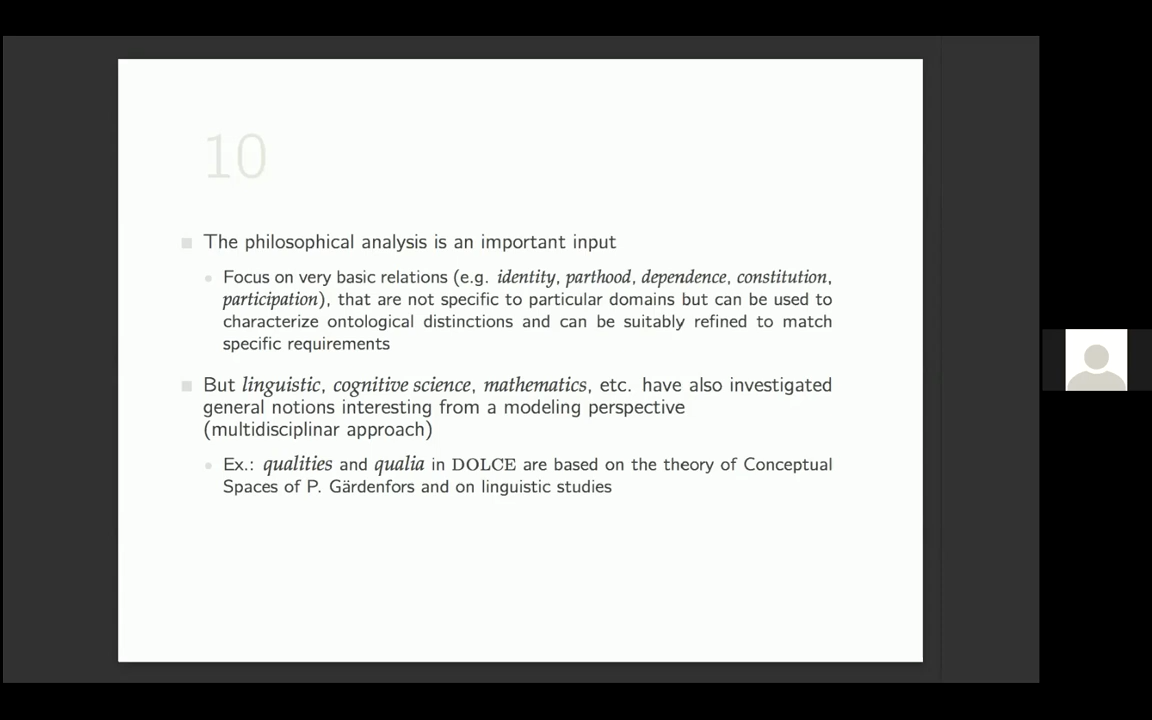 10
The philosophical analysis is an important input
Focus on very basic relations (e.g. identity, parthood, dependence, constitution,
participation), that are not specific to particular domains but can be used to
characterize ontological distinctions and can be suitably refined to match
specific requirements
But linguistic, cognitive science, mathematics, etc. have also investigated
general notions interesting from a modeling perspective
(multidisciplinar approach)
Ex.: qualities and qualia in DOLCE are based on the theory of Conceptual
Spaces of P. Gärdenfors and on linguistic studies